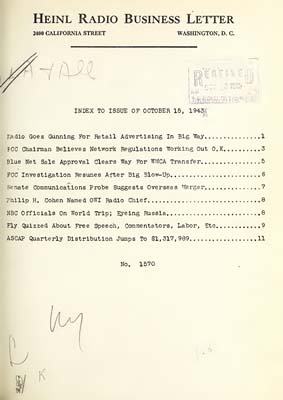 HEINL RADIO BUSINESS LETTER
2400 CALIFORNIA STREET WASHINGTON, D. C.
RECEIVED
INDEX TO ISSUE OF OCTOBER 15, 1943
Radio Goes Gunning For Retail Advertising In Big Way..............1
FCC Chairman Believes Network Regulations Working Out O.K.........3
Blue Net Sale Approval Clears Way For WMCA Transfer...............5
FCC Investigation Resumes After Big Blow-Up.......................6
Senate Communications Probe Suggests Overseas Merger..............7
Philip H. Cohen Named OWI Radio Chief.............................8
NBC Officials On World Trip; Eyeing Russia........................8
Fly Quizzed About Free Speech, Commentators, Labor, Etc...........9
ASCAP Quarterly Distribution Jumps To $1,317,989.................11
No. 1570
K